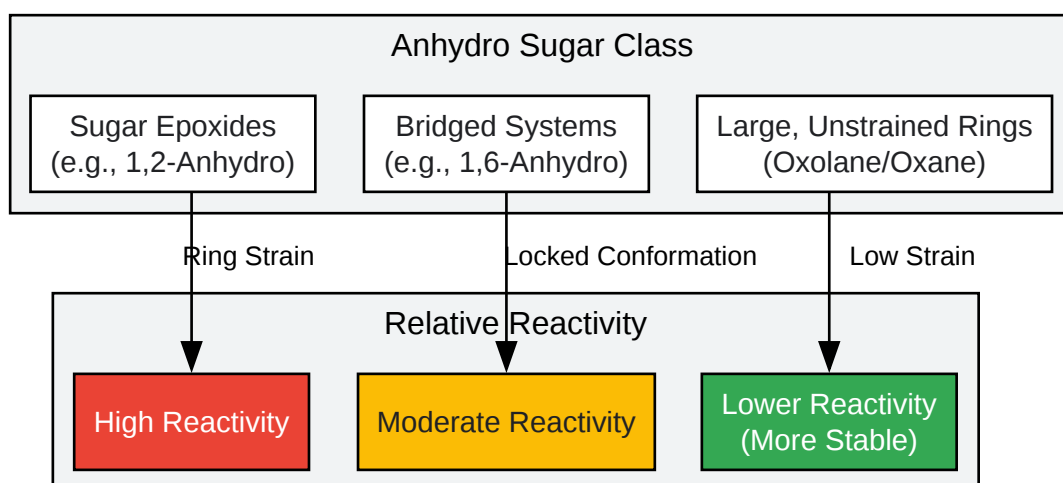 Anhydro Sugar Class
Sugar Epoxides
(e.g., 1,2-Anhydro)
Bridged Systems
(e.g., 1,6-Anhydro)
Large, Unstrained Rings
(Oxolane/Oxane)
Ring Strain
Locked Conformation
Low Strain
Relative Reactivity
High Reactivity
Moderate Reactivity
Lower Reactivity
(More Stable)